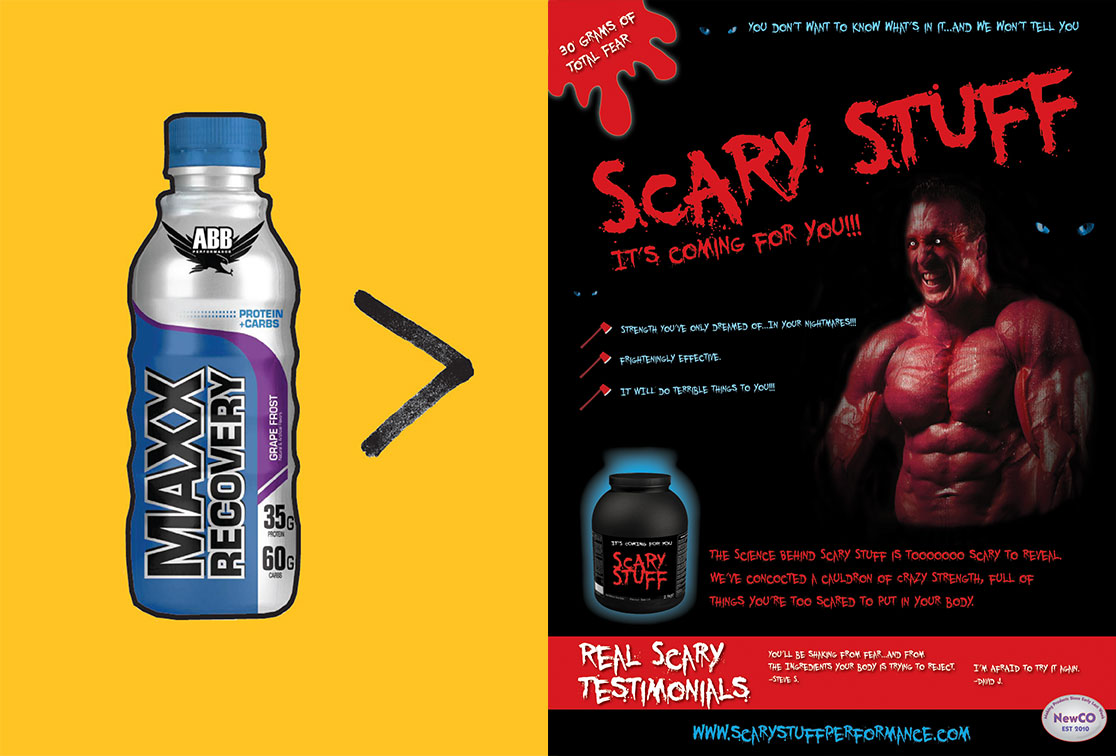 ABB
PERFORMANCE
PROTEIN
+CARBS
MAXX
RECOVERY
GRAPE FROST
35G
PROTEIN
60G
CARBS
>
30 GRAMS OF
TOTAL FEAR
YOU DON'T WANT TO KNOW WHAT'S IN IT...AND WE WON'T TELL YOU
SCARY STUFF
IT'S COMING FOR YOU!!!
STRENGTH YOU'VE ONLY DREAMED OF...IN YOUR NIGHTMARES!!!
FRIGHTENINGLY EFFECTIVE.
IT WILL DO TERRIBLE THINGS TO YOU!!!
IT'S COMING FOR YOU
SCARY
STUFF
THE SCIENCE BEHIND SCARY STUFF IS TOOOOOOO SCARY TO REVEAL.
WE'VE CONCOCTED A CAULDRON OF CRAZY STRENGTH, FULL OF
THINGS YOU'RE TOO SCARED TO PUT IN YOUR BODY.
REAL SCARY
TESTIMONIALS
YOU'LL BE SHAKING FROM FEAR...AND FROM
THE INGREDIENTS YOUR BODY IS TRYING TO REJECT.
-STEVE S.
I'M AFRAID TO TRY IT AGAIN.
-DAVID J.
WWW.SCARYSTUFFPERFORMANCE.COM
NewCO
EST 2010